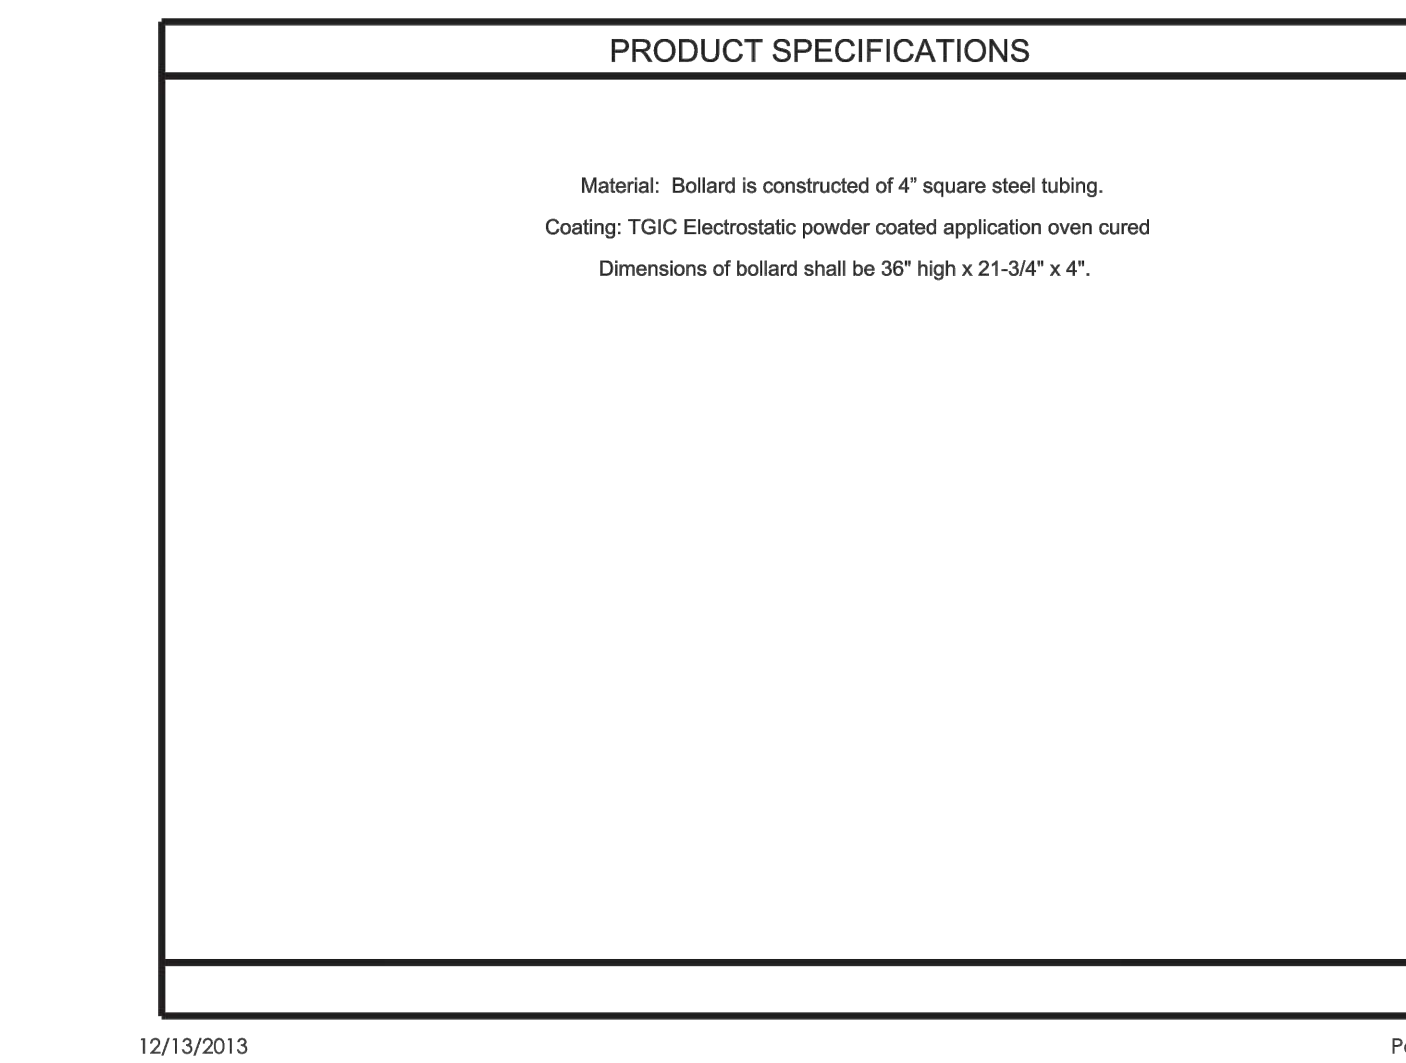 PRODUCT SPECIFICATIONS
Material:  Bollard is constructed of 4” square steel tubing.
Coating: TGIC Electrostatic powder coated application oven cured
Dimensions of bollard shall be 36" high x 21-3/4" x 4".
12/13/2013